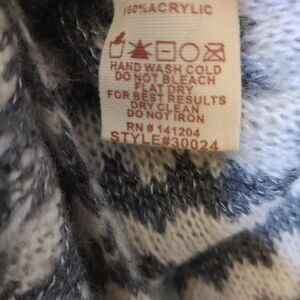 100%ACRYLIC
HAND WASH COLD
DO NOT BLEACH
FLAT DRY
FOR BEST RESULTS
DRY CLEAN
DO NOT IRON
RN#141204
STYLE#30024